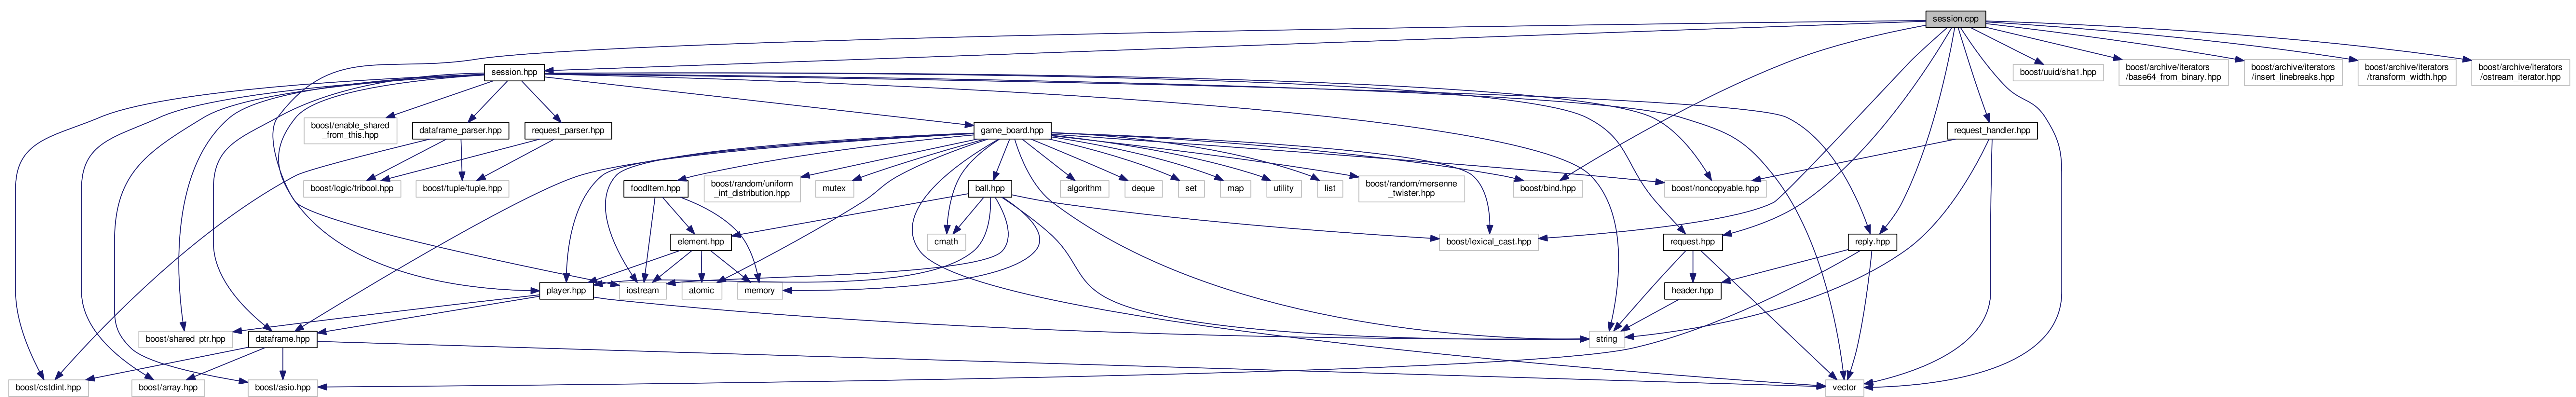 session.cpp
session.hpp
boost/uuid/sha1.hpp
boost/archive/iterators
/base64_from_binary.hpp
boost/archive/iterators
/insert_linebreaks.hpp
boost/archive/iterators
/transform_width.hpp
boost/archive/iterators
/ostream_iterator.hpp
boost/enable_shared
_from_this.hpp
dataframe_parser.hpp
request_parser.hpp
game_board.hpp
request_handler.hpp
boost/logic/tribool.hpp
boost/tuple/tuple.hpp
foodItem.hpp
boost/random/uniform
_int_distribution.hpp
mutex
ball.hpp
algorithm
deque
set
map
utility
list
boost/random/mersenne
_twister.hpp
boost/bind.hpp
boost/noncopyable.hpp
element.hpp
cmath
boost/lexical_cast.hpp
request.hpp
reply.hpp
player.hpp
iostream
atomic
memory
header.hpp
boost/shared_ptr.hpp
dataframe.hpp
string
boost/cstdint.hpp
boost/array.hpp
boost/asio.hpp
vector